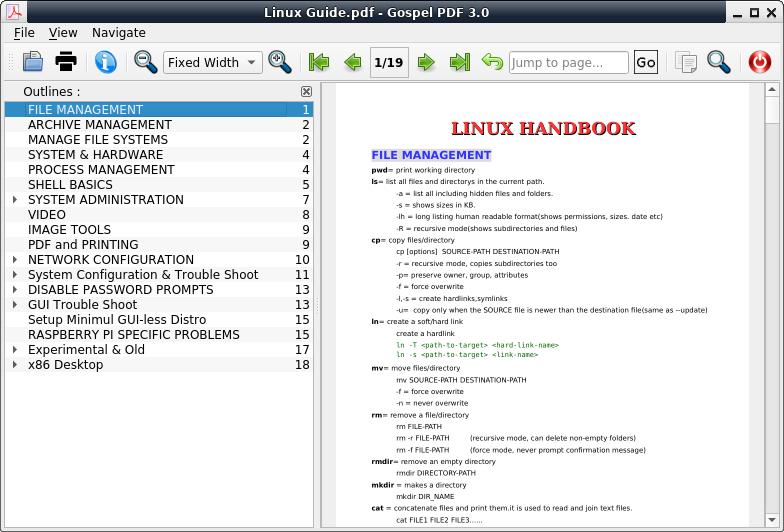 Linux Guide.pdf - Gospel PDF 3.0
File View Navigate
Fixed Width
1/19
Jump to page...
Go
Outlines :
FILE MANAGEMENT 1
ARCHIVE MANAGEMENT 2
MANAGE FILE SYSTEMS 2
SYSTEM & HARDWARE 4
PROCESS MANAGEMENT 4
SHELL BASICS 5
SYSTEM ADMINISTRATION 7
VIDEO 8
IMAGE TOOLS 9
PDF and PRINTING 9
NETWORK CONFIGURATION 10
System Configuration & Trouble Shoot 11
DISABLE PASSWORD PROMPTS 13
GUI Trouble Shoot 13
Setup Minimul GUI-less Distro 15
RASPBERRY PI SPECIFIC PROBLEMS 15
Experimental & Old 17
x86 Desktop 18
LINUX HANDBOOK
FILE MANAGEMENT
pwd= print working directory
ls= list all files and directorys in the current path.
-a = list all including hidden files and folders.
-s = shows sizes in KB.
-lh = long listing human readable format(shows permissions, sizes. date etc)
-R = recursive mode(shows subdirectories and files)
cp= copy files/directory
cp [options] SOURCE-PATH DESTINATION-PATH
-r = recursive mode, copies subdirectories too
-p= preserve owner, group, attributes
-f = force overwrite
-l,-s = create hardlinks,symlinks
-u= copy only when the SOURCE file is newer than the destination file(same as --update)
ln= create a soft/hard link
create a hardlink
ln -T <path-to-target> <hard-link-name>
ln -s <path-to-target> <link-name>
mv= move files/directory
mv SOURCE-PATH DESTINATION-PATH
-f = force overwrite
-n = never overwrite
rm= remove a file/directory
rm FILE-PATH
rm -r FILE-PATH (recursive mode, can delete non-empty folders)
rm -f FILE-PATH (force mode, never prompt confirmation message)
rmdir= remove an empty directory
rmdir DIRECTORY-PATH
mkdir = makes a directory
mkdir DIR_NAME
cat = concatenate files and print them.it is used to read and join text files.
cat FILE1 FILE2 FILE3......